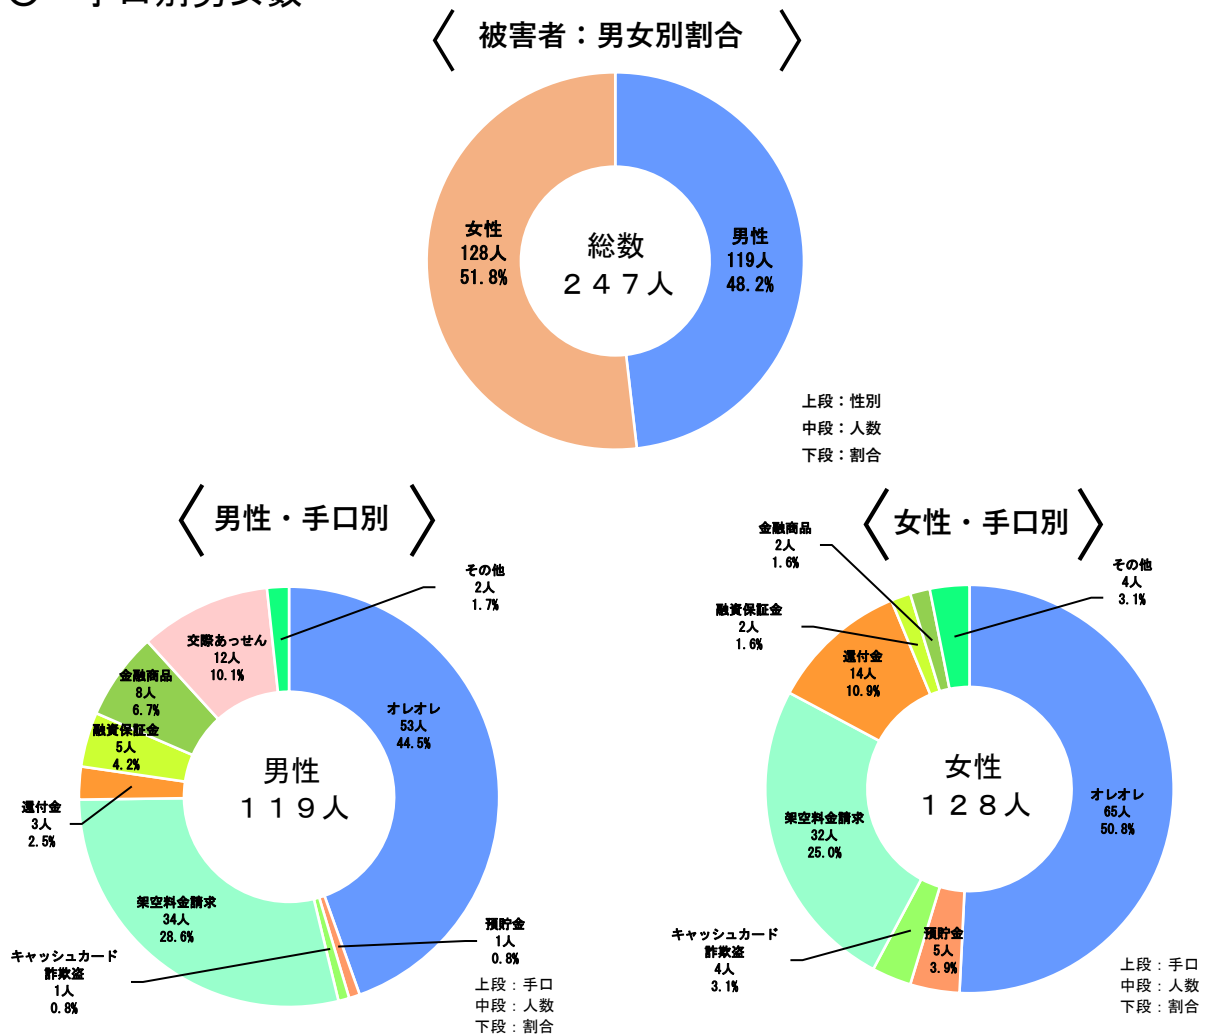 手口別男女数
〈 被害者：男女別割合 〉
女性
128人
51.8%
総数
２４７人
男性
119人
48.2%
上段：性別
中段：人数
下段：割合
〈 男性・手口別 〉
その他
2人
1.7%
交際あっせん
12人
10.1%
金融商品
8人
6.7%
融資保証金
5人
4.2%
還付金
3人
2.5%
オレオレ
53人
44.5%
男性
１１９人
架空料金請求
34人
28.6%
キャッシュカード
詐欺盗
1人
0.8%
預貯金
1人
0.8%
上段：手口
中段：人数
下段：割合
〈 女性・手口別 〉
金融商品
2人
1.6%
その他
4人
3.1%
融資保証金
2人
1.6%
還付金
14人
10.9%
オレオレ
65人
50.8%
女性
１２８人
架空料金請求
32人
25.0%
キャッシュカード
詐欺盗
4人
3.1%
預貯金
5人
3.9%
上段：手口
中段：人数
下段：割合